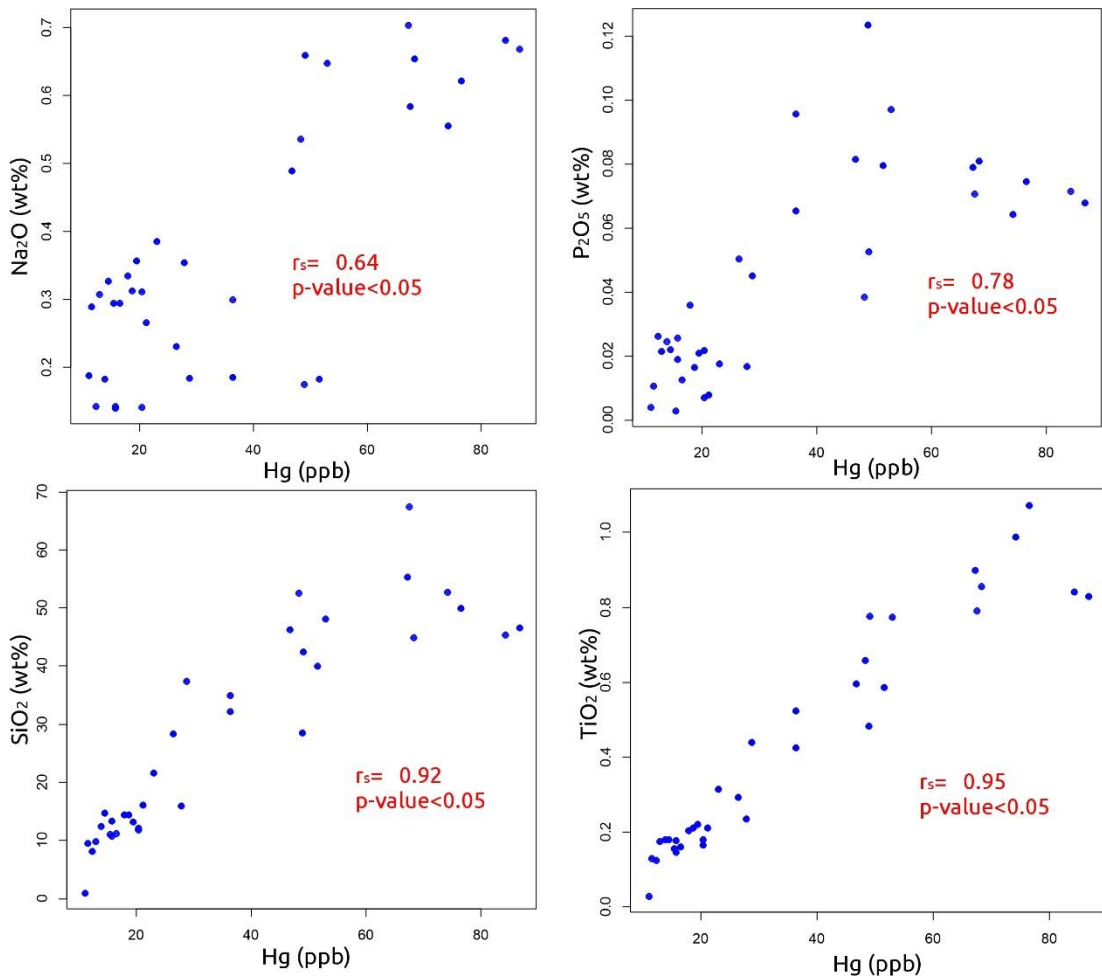 Na₂O (wt%)
0.7
0.6
0.5
0.4
0.3
0.2
rs= 0.64
p-value<0.05
20 40 60 80
Hg (ppb)
P₂O₅ (wt%)
0.12
0.10
0.08
0.06
0.04
0.02
0.00
rs= 0.78
p-value<0.05
20 40 60 80
Hg (ppb)
SiO₂ (wt%)
70
60
50
40
30
20
10
0
rs= 0.92
p-value<0.05
20 40 60 80
Hg (ppb)
TiO₂ (wt%)
1.0
0.8
0.6
0.4
0.2
0.0
rs= 0.95
p-value<0.05
20 40 60 80
Hg (ppb)